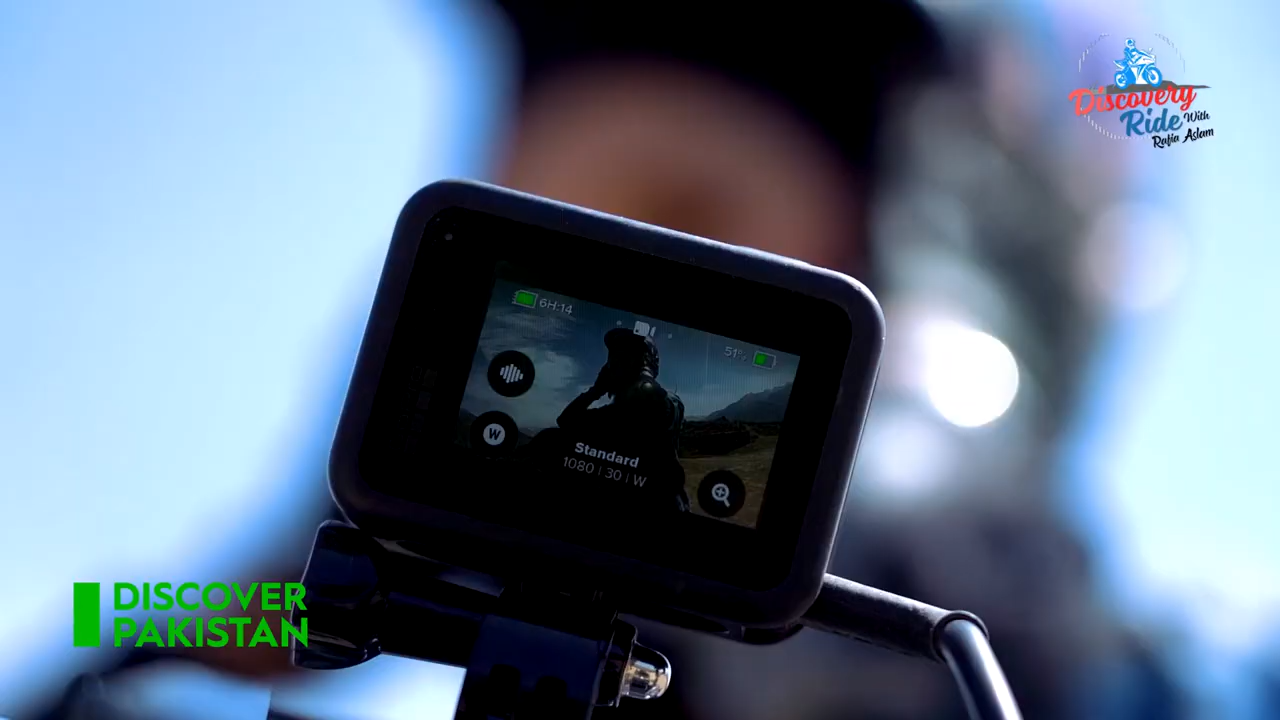 Discovery
Ride With
Rafia Aslam
6H:14
51%
W
Standard
1080 | 30 | W
DISCOVER
PAKISTAN